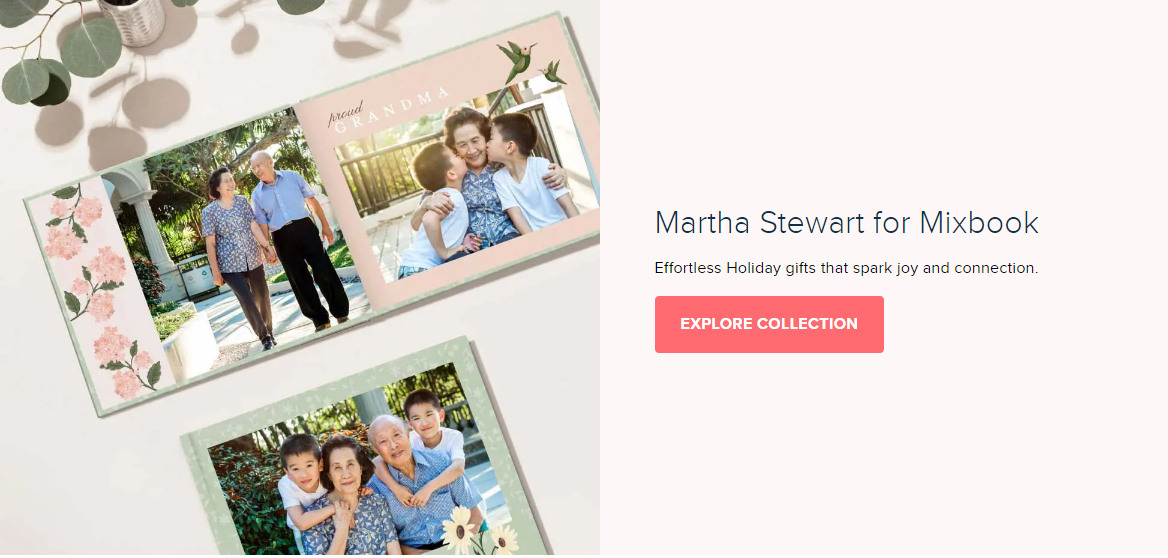 proud
GRANDMA
Martha Stewart for Mixbook
Effortless Holiday gifts that spark joy and connection.
EXPLORE COLLECTION